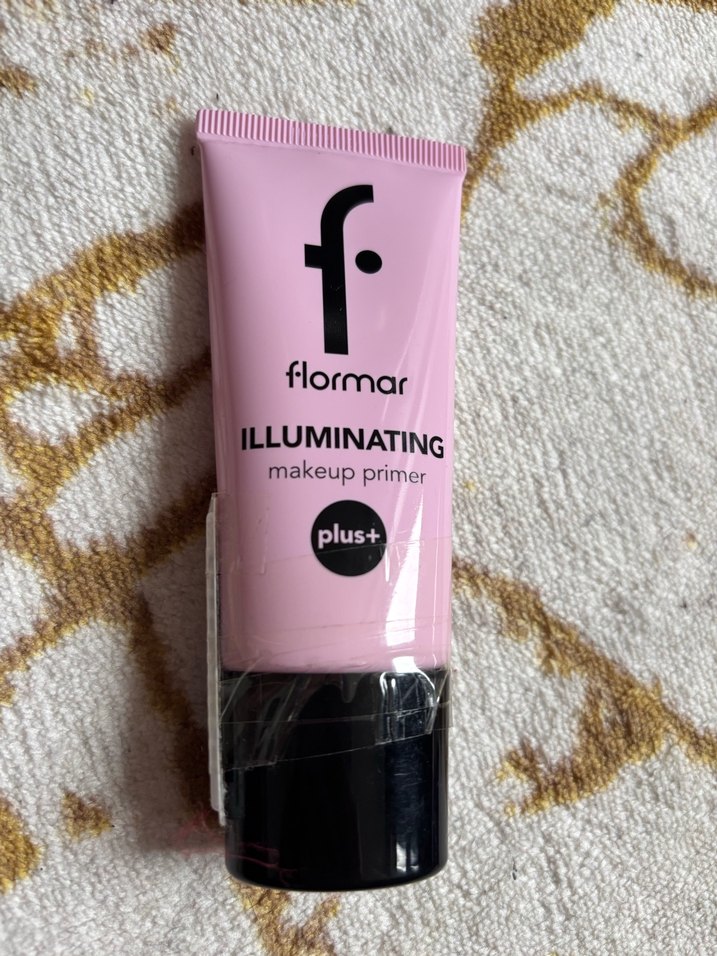 f
flormar
ILLUMINATING
makeup primer
plus+